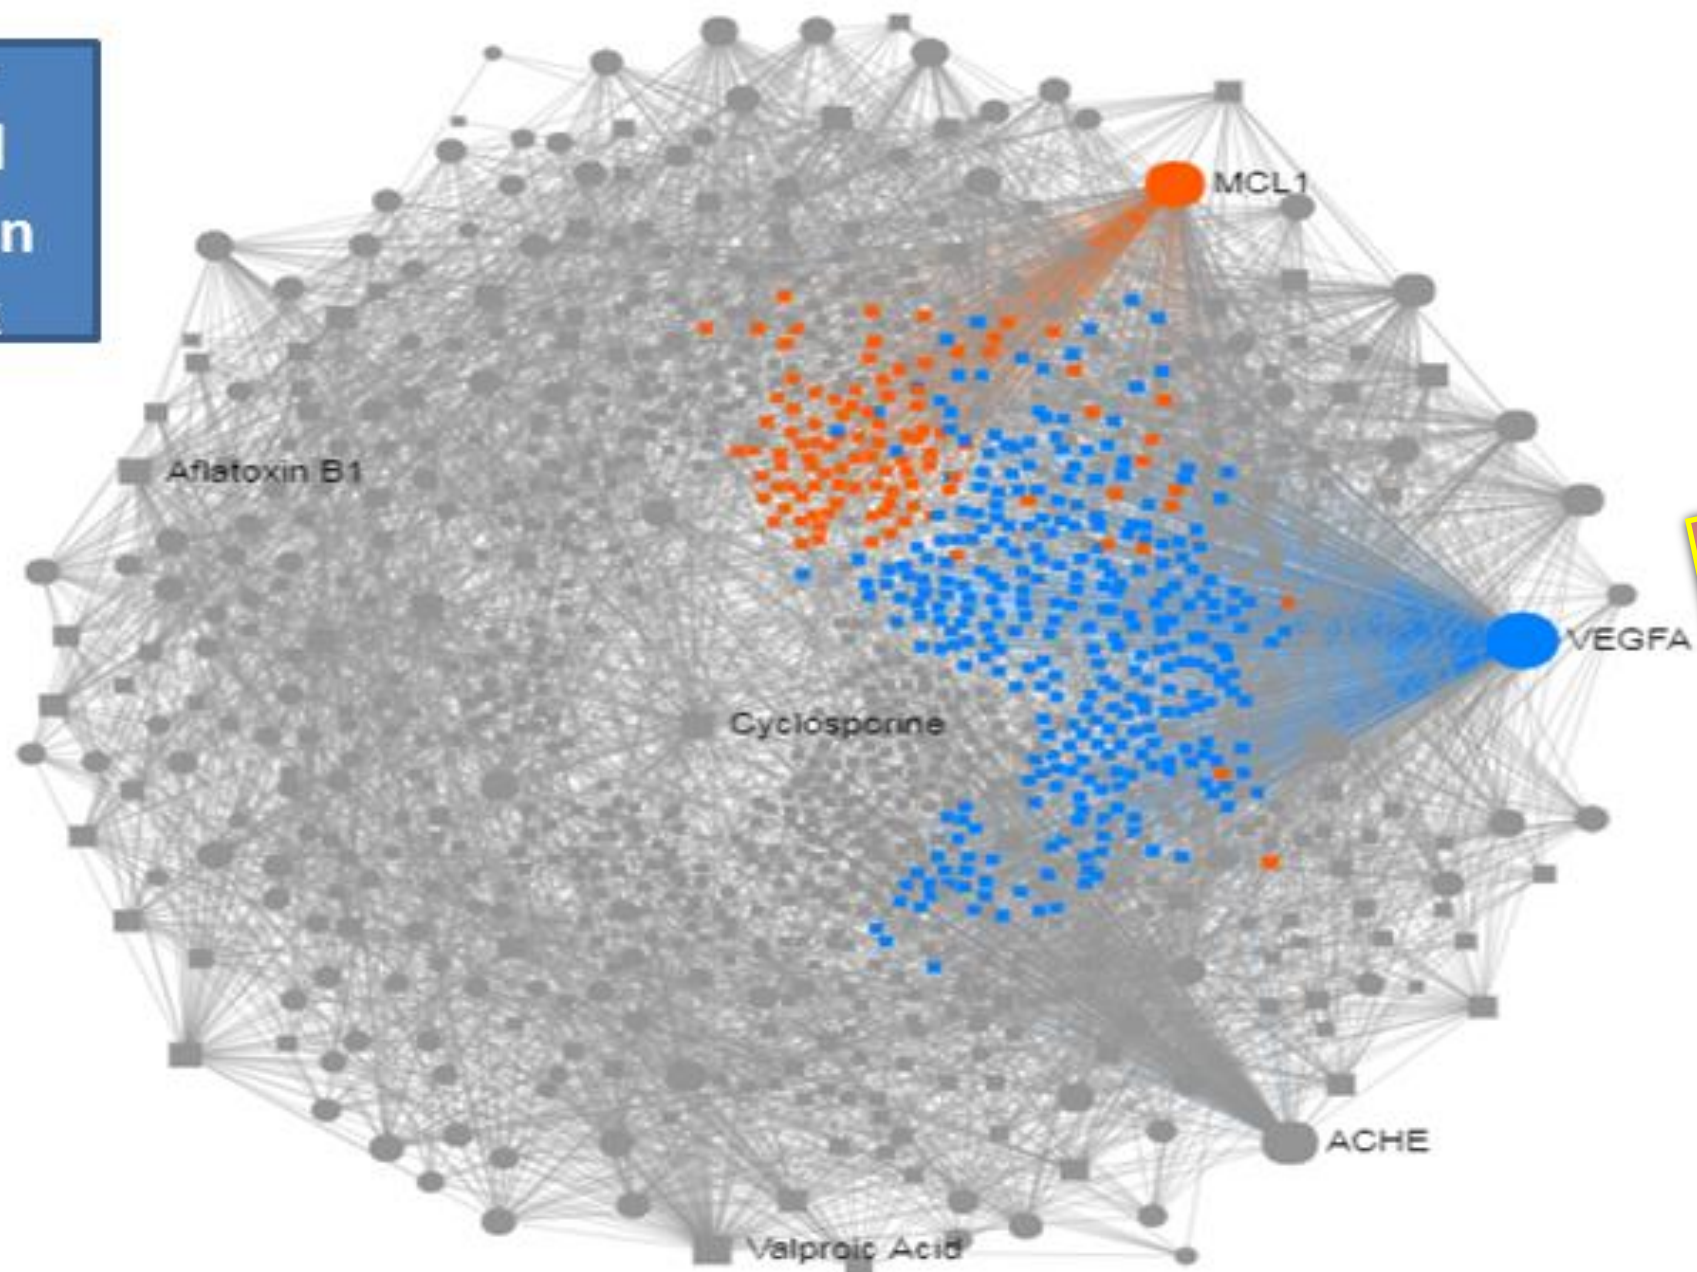 n
MCL1
Aflatoxin B1
VEGFA
Cyclosporine
ACHE
Valproic Acid